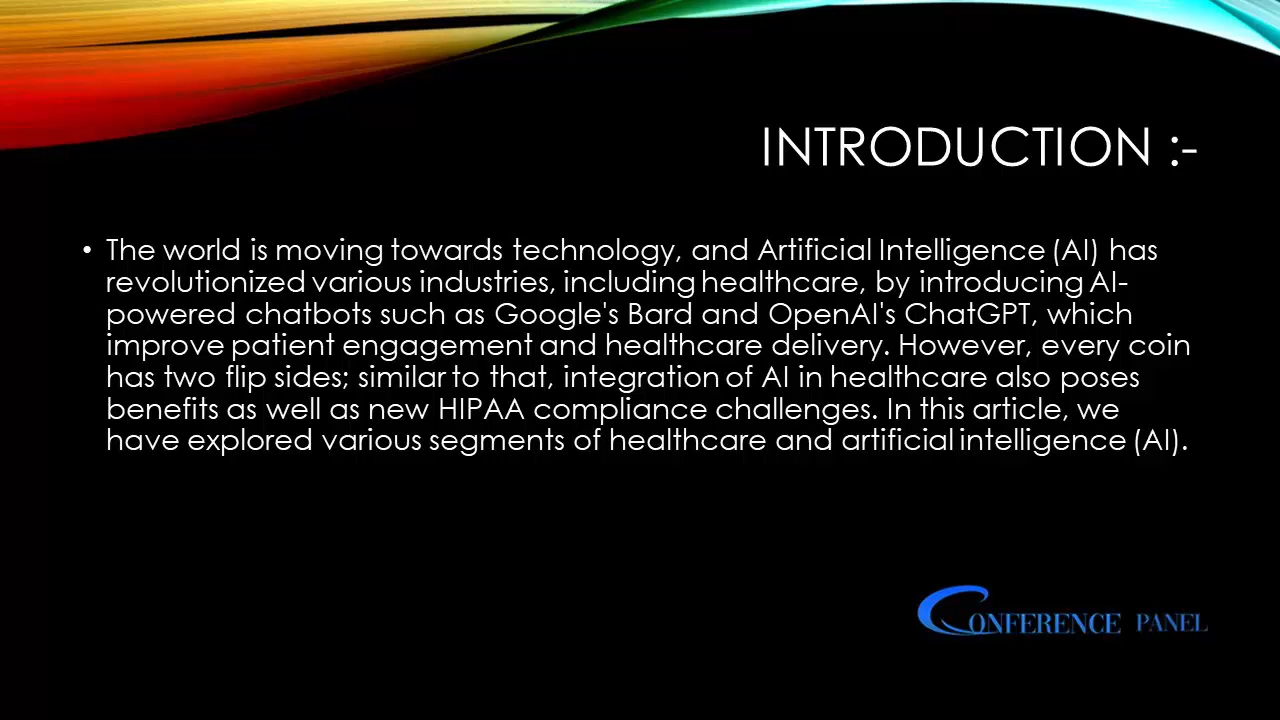 INTRODUCTION :-
• The world is moving towards technology, and Artificial Intelligence (AI) has
revolutionized various industries, including healthcare, by introducing AI-
powered chatbots such as Google's Bard and OpenAI's ChatGPT, which
improve patient engagement and healthcare delivery. However, every coin
has two flip sides; similar to that, integration of AI in healthcare also poses
benefits as well as new HIPAA compliance challenges. In this article, we
have explored various segments of healthcare and artificial intelligence (AI).
CONFERENCE PANEL